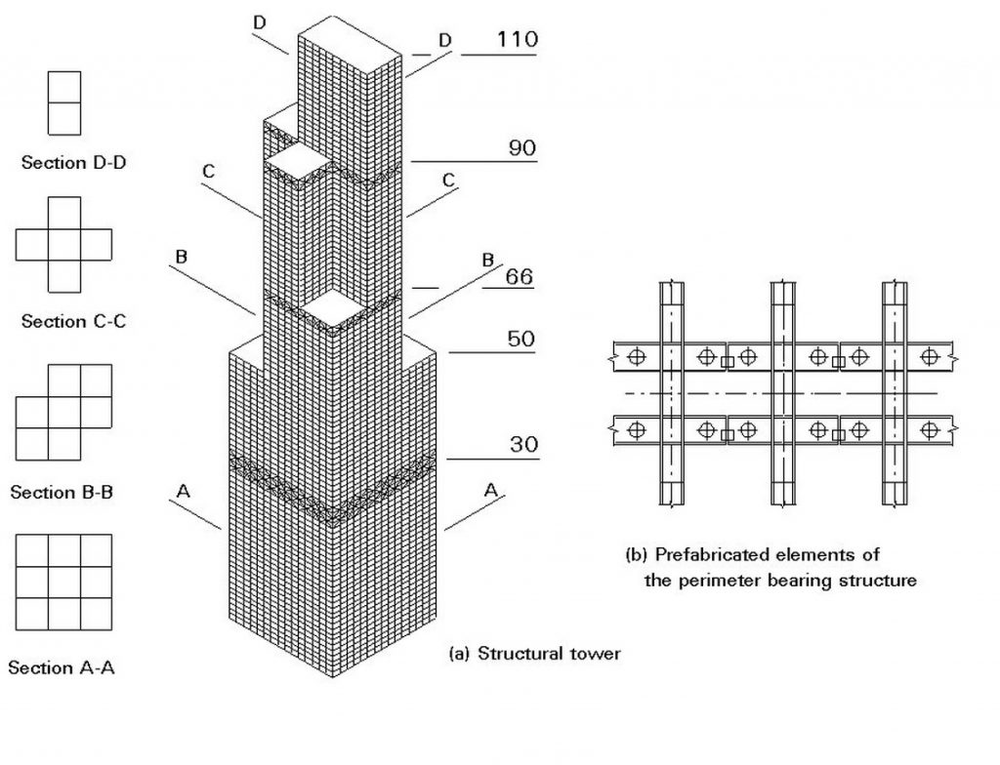 D
D
110
Section D-D
90
C
C
Section C-C
B
B
66
50
Section B-B
30
A
A
(b) Prefabricated elements of
the perimeter bearing structure
(a) Structural tower
Section A-A